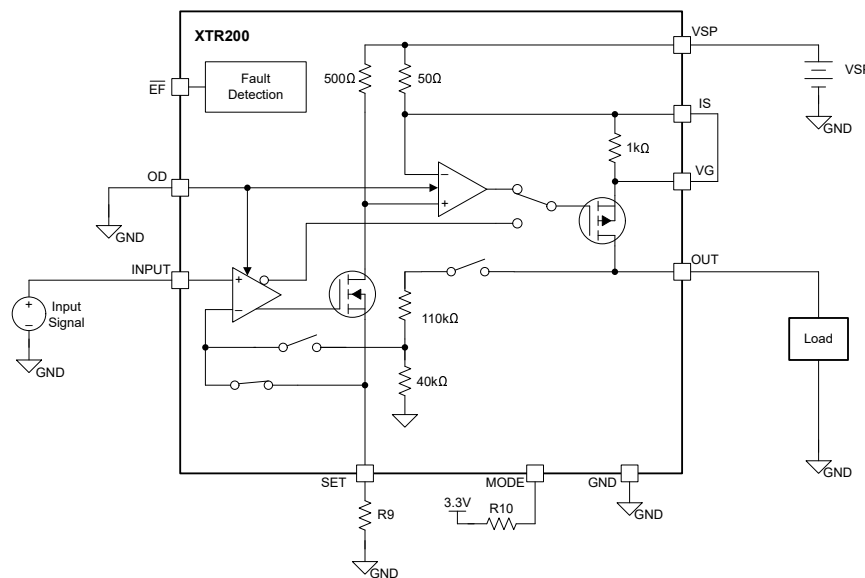 XTR200
VSP
500Ω
50Ω
VSP
EF
Fault
Detection
IS
GND
1kΩ
OD
VG
GND
INPUT
OUT
Input
Signal
110kΩ
Load
GND
40kΩ
SET
MODE
GND
GND
3.3V
R10
R9
GND
GND